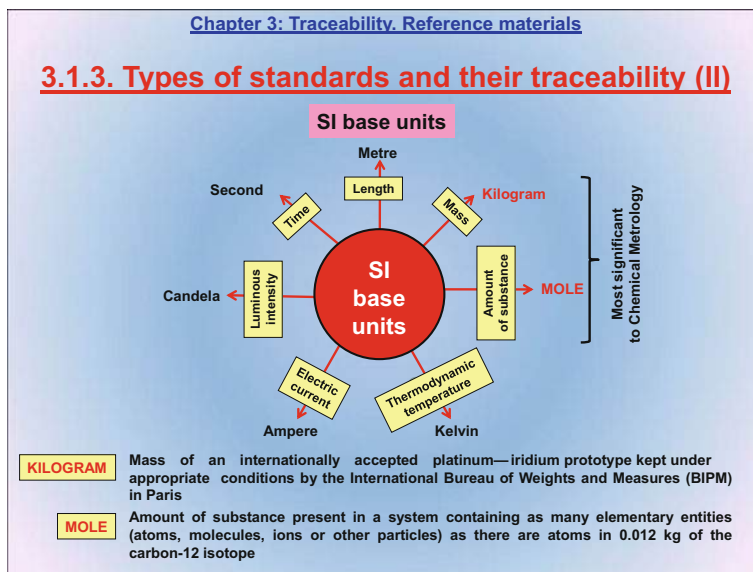 Chapter 3: Traceability. Reference materials
3.1.3. Types of standards and their traceability (II)
SI base units
Metre
Second
Length
Kilogram
Time
Mass
SI
base
units
Candela
Luminous
intensity
Amount
of substance
MOLE
Most significant
to Chemical Metrology
Electric
current
Thermodynamic
temperature
Ampere
Kelvin
KILOGRAM
Mass of an internationally accepted platinum—iridium prototype kept under
appropriate conditions by the International Bureau of Weights and Measures (BIPM)
in Paris
MOLE
Amount of substance present in a system containing as many elementary entities
(atoms, molecules, ions or other particles) as there are atoms in 0.012 kg of the
carbon-12 isotope